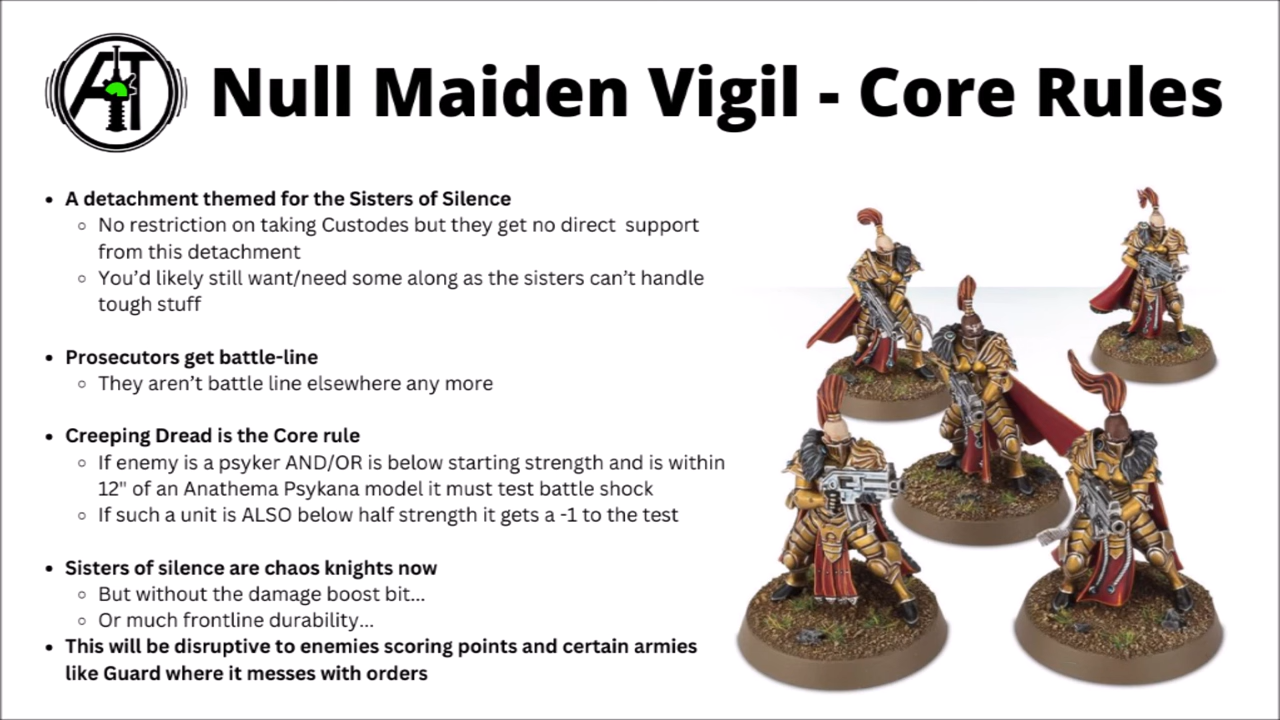 AT
Null Maiden Vigil - Core Rules
• A detachment themed for the Sisters of Silence
◦ No restriction on taking Custodes but they get no direct support
from this detachment
◦ You'd likely still want/need some along as the sisters can't handle
tough stuff
• Prosecutors get battle-line
◦ They aren't battle line elsewhere any more
• Creeping Dread is the Core rule
◦ If enemy is a psyker AND/OR is below starting strength and is within
12" of an Anathema Psykana model it must test battle shock
◦ If such a unit is ALSO below half strength it gets a -1 to the test
• Sisters of silence are chaos knights now
◦ But without the damage boost bit...
◦ Or much frontline durability...
• This will be disruptive to enemies scoring points and certain armies
like Guard where it messes with orders